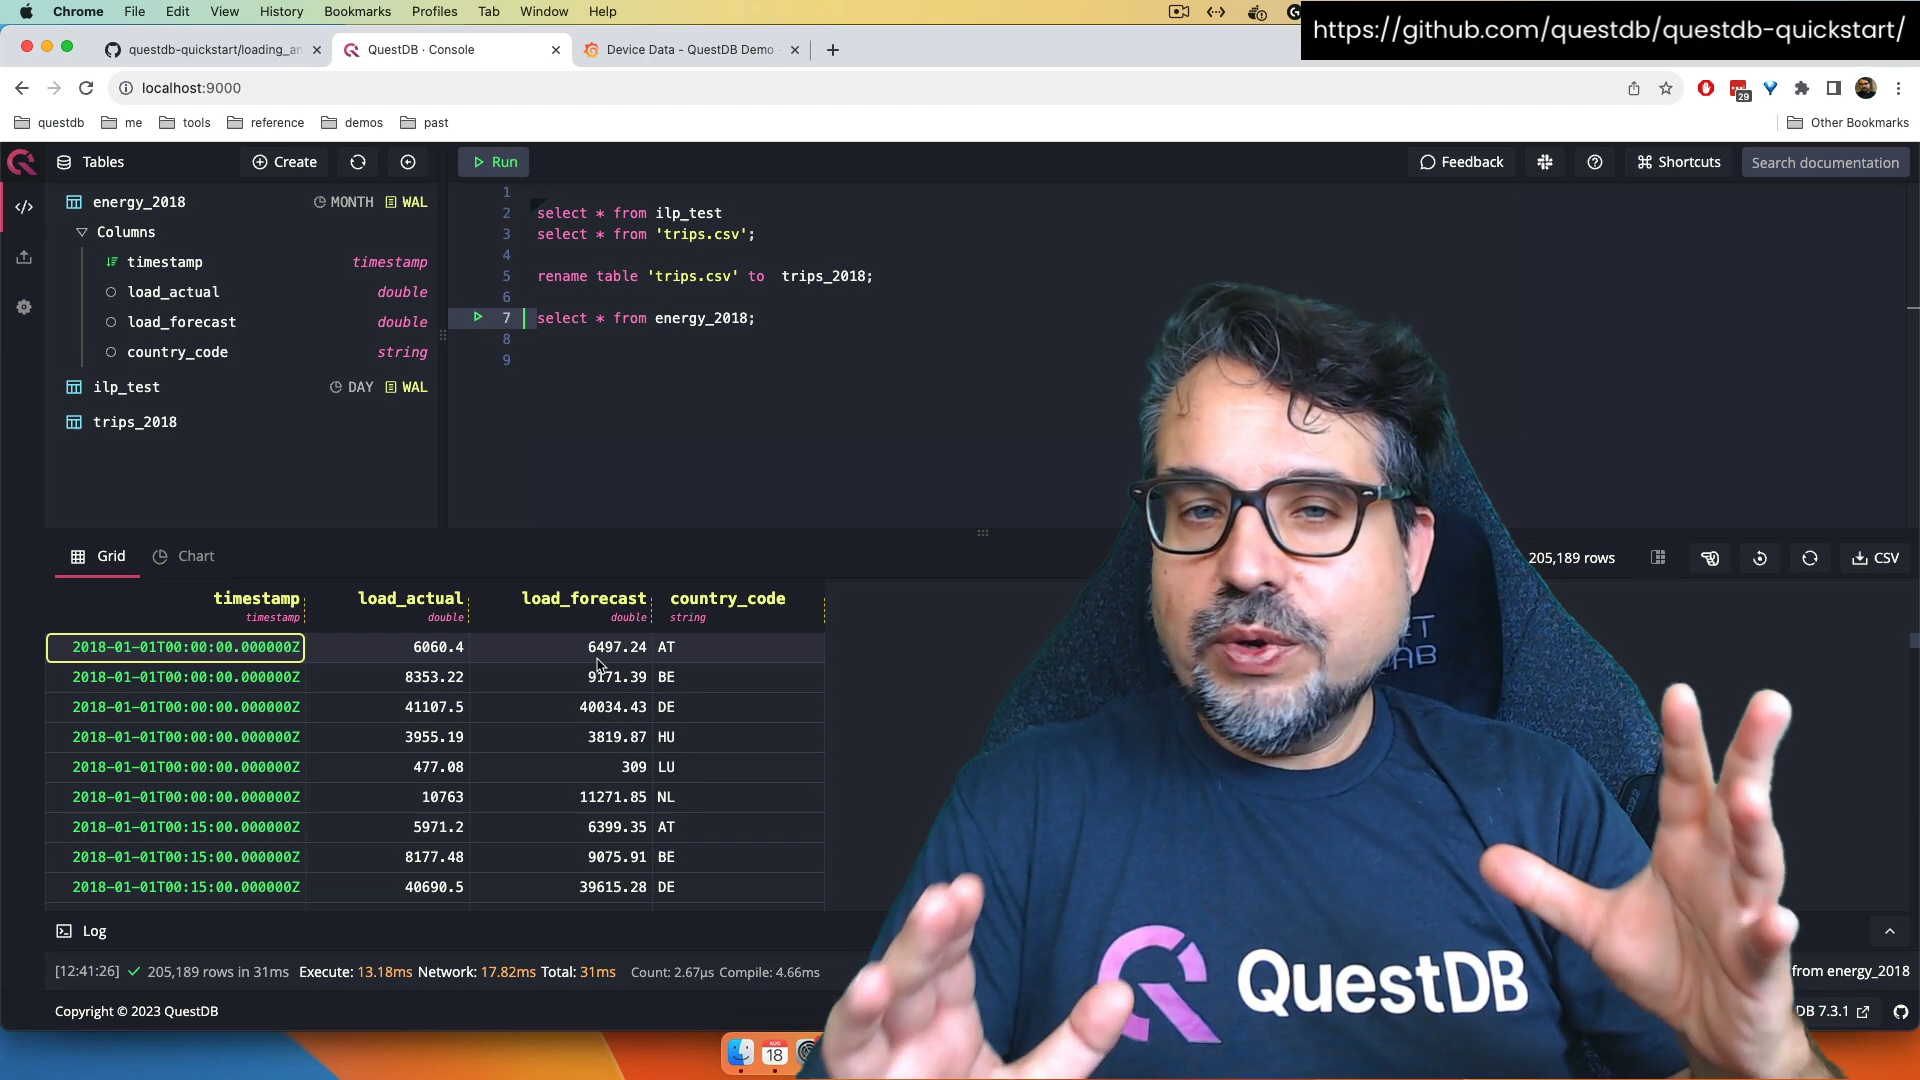 Chrome File Edit View History Bookmarks Profiles Tab Window Help
https://github.com/questdb/questdb-quickstart/
questdb-quickstart/loading_an
QuestDB · Console
Device Data - QuestDB Demo
localhost:9000
29
questdb me tools reference demos past Other Bookmarks
Tables Create Run Feedback Shortcuts Search documentation
energy_2018 MONTH WAL
Columns
timestamp timestamp
load_actual double
load_forecast double
country_code string
ilp_test DAY WAL
trips_2018
1
2 select * from ilp_test
3 select * from 'trips.csv';
4
5 rename table 'trips.csv' to trips_2018;
6
7 select * from energy_2018;
8
9
Grid Chart 205,189 rows CSV
timestamp load_actual load_forecast country_code
timestamp double double string
2018-01-01T00:00:00.000000Z 6060.4 6497.24 AT
2018-01-01T00:00:00.000000Z 8353.22 9171.39 BE
2018-01-01T00:00:00.000000Z 41107.5 40034.43 DE
2018-01-01T00:00:00.000000Z 3955.19 3819.87 HU
2018-01-01T00:00:00.000000Z 477.08 309 LU
2018-01-01T00:00:00.000000Z 10763 11271.85 NL
2018-01-01T00:15:00.000000Z 5971.2 6399.35 AT
2018-01-01T00:15:00.000000Z 8177.48 9075.91 BE
2018-01-01T00:15:00.000000Z 40690.5 39615.28 DE
Log
[12:41:26] 205,189 rows in 31ms Execute: 13.18ms Network: 17.82ms Total: 31ms Count: 2.67μs Compile: 4.66ms
from energy_2018
Copyright © 2023 QuestDB
DB 7.3.1
QuestDB
AUG
18